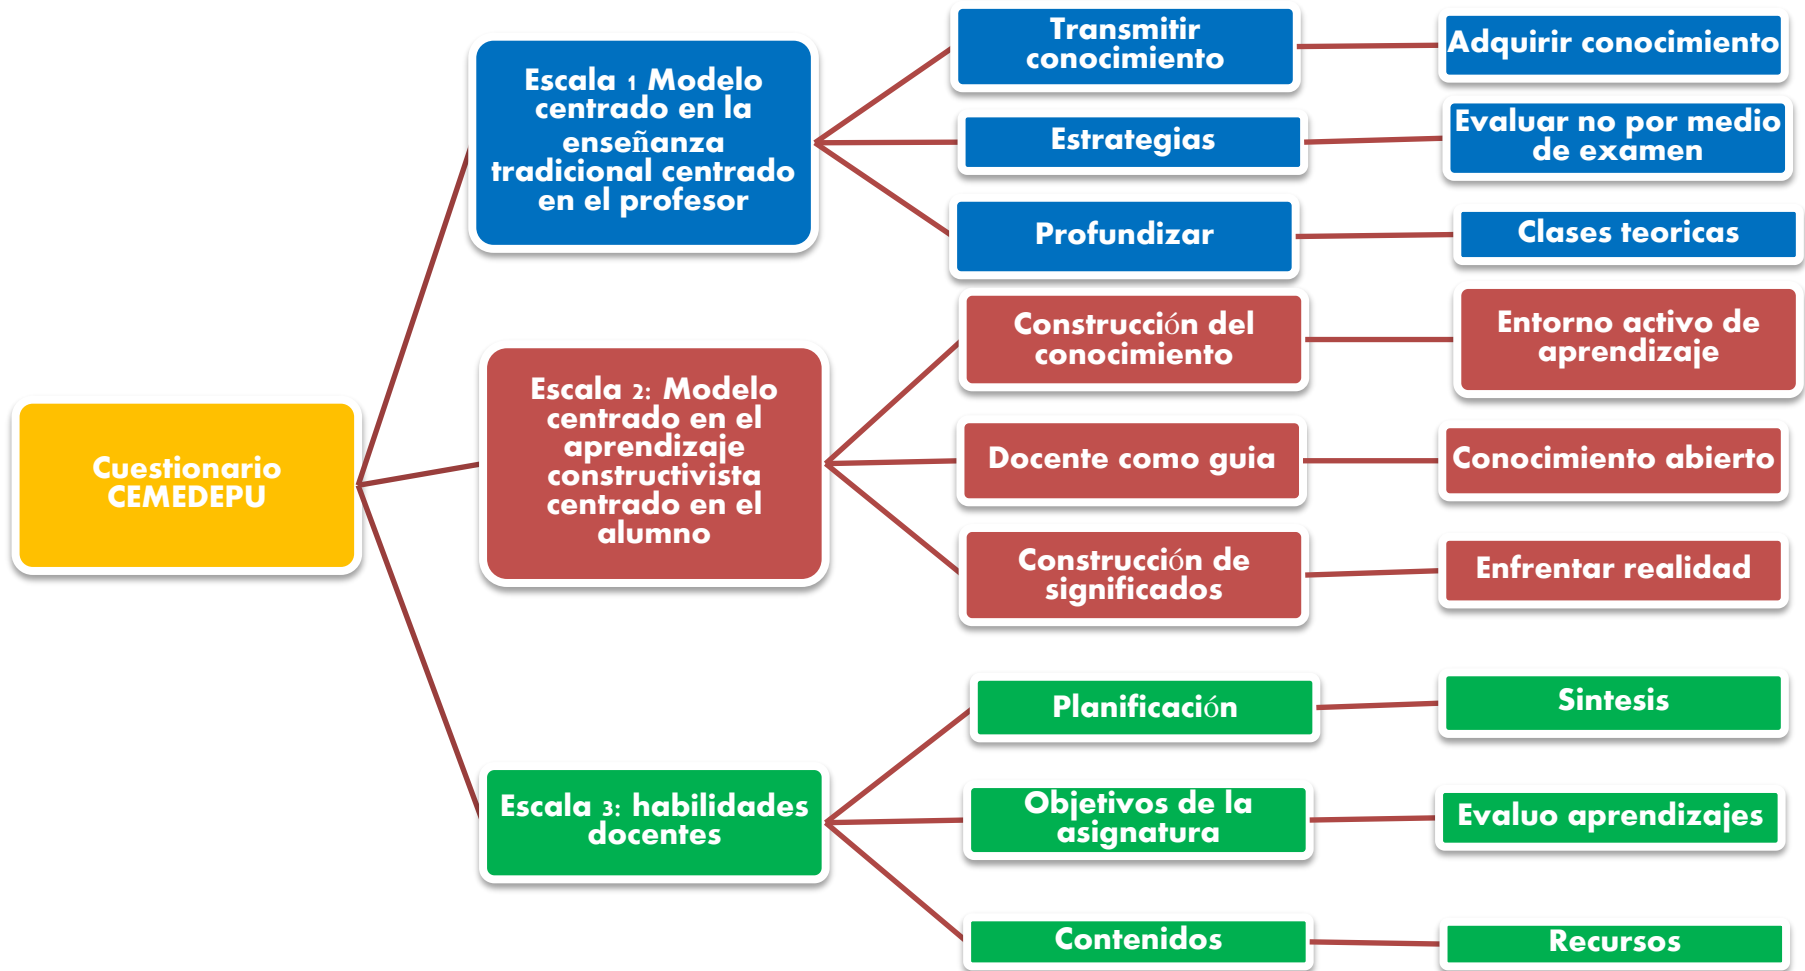 Cuestionario
CEMEDEPU
Escala 1 Modelo
centrado en la
enseñanza
tradicional centrado
en el profesor
Transmitir
conocimiento
Adquirir conocimiento
Estrategias
Evaluar no por medio
de examen
Profundizar
Clases teoricas
Escala 2: Modelo
centrado en el
aprendizaje
constructivista
centrado en el
alumno
Construcción del
conocimiento
Entorno activo de
aprendizaje
Docente como guia
Conocimiento abierto
Construcción de
significados
Enfrentar realidad
Escala 3: habilidades
docentes
Planificación
Sintesis
Objetivos de la
asignatura
Evaluo aprendizajes
Contenidos
Recursos